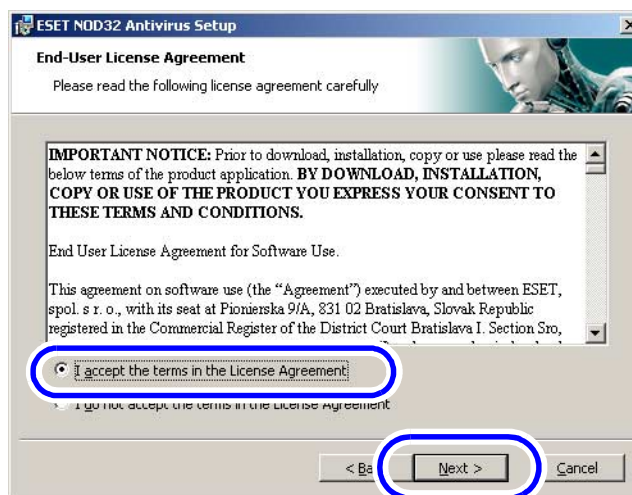 ESET NOD32 Antivirus Setup
End-User License Agreement
Please read the following license agreement carefully
IMPORTANT NOTICE: Prior to download, installation, copy or use please read the
below terms of the product application. BY DOWNLOAD, INSTALLATION,
COPY OR USE OF THE PRODUCT YOU EXPRESS YOUR CONSENT TO
THESE TERMS AND CONDITIONS.
End User License Agreement for Software Use.
This agreement on software use (the “Agreement”) executed by and between ESET,
spol. s r. o., with its seat at Pionierska 9/A, 831 02 Bratislava, Slovak Republic
registered in the Commercial Register of the District Court Bratislava I. Section Sro,
I accept the terms in the License Agreement
I do not accept the terms in the License Agreement
< Ba
Next >
Cancel